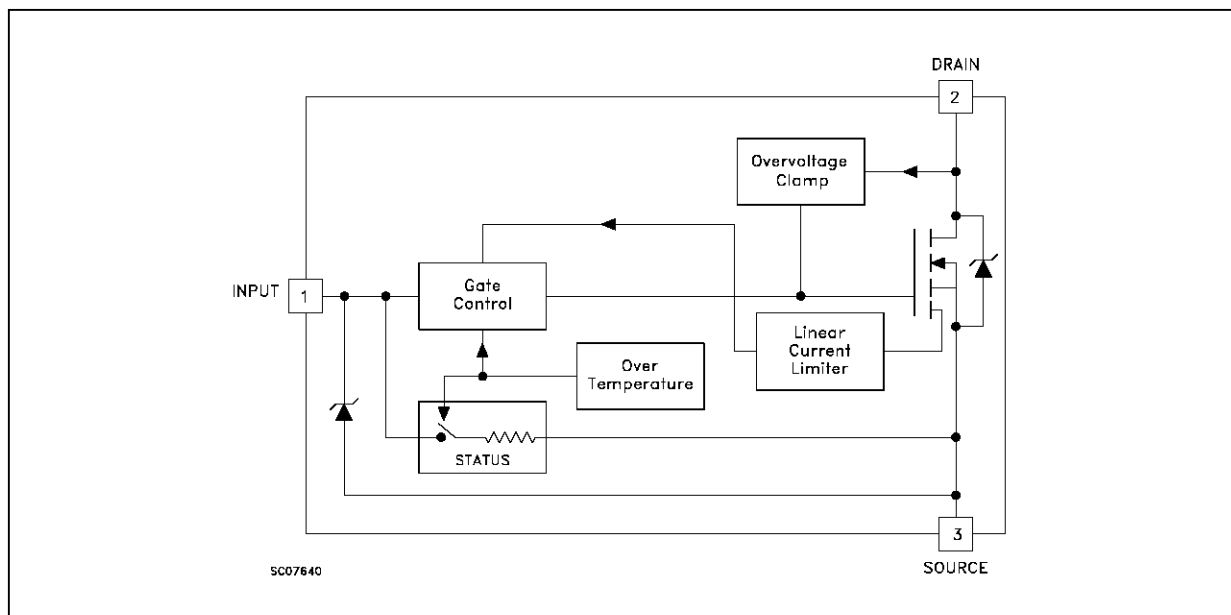 DRAIN
2
Overvoltage
Clamp
INPUT
1
Gate
Control
Linear
Current
Limiter
Over
Temperature
STATUS
3
SOURCE
SC07640